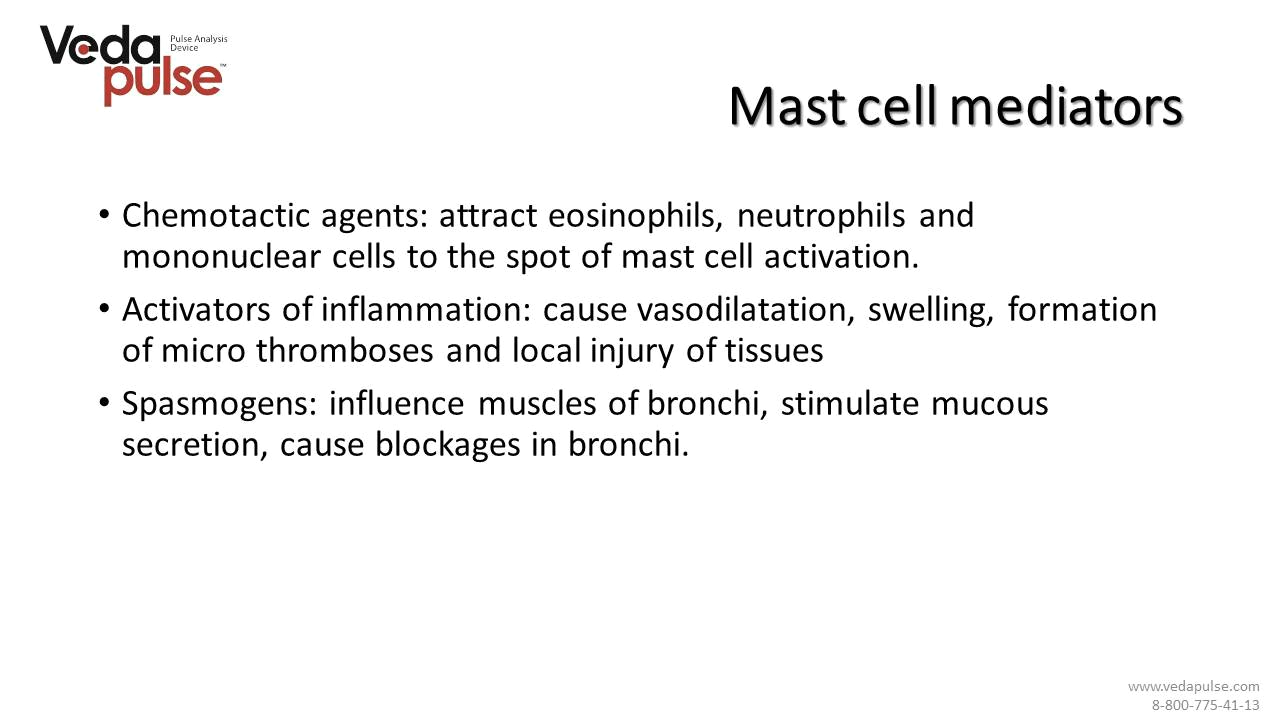 Veda
Pulse Analysis
Device
pulse™
Mast cell mediators
• Chemotactic agents: attract eosinophils, neutrophils and
mononuclear cells to the spot of mast cell activation.
• Activators of inflammation: cause vasodilatation, swelling, formation
of micro thromboses and local injury of tissues
• Spasmogens: influence muscles of bronchi, stimulate mucous
secretion, cause blockages in bronchi.
www.vedapulse.com
8-800-775-41-13